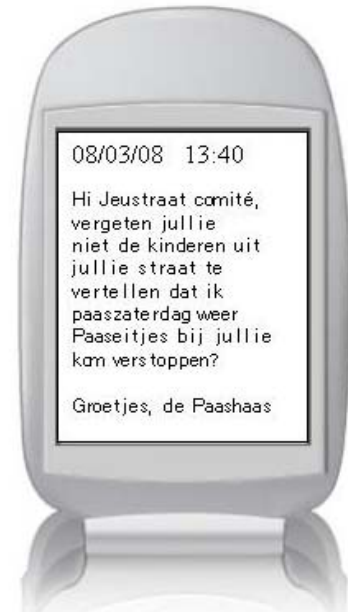 08/03/08 13:40
Hi Jeustraat comité,
vergeten jullie
niet de kinderen uit
jullie straat te
vertellen dat ik
paaszaterdag weer
Paaseitjes bij jullie
kom verstoppen?
Groetjes, de Paashaas